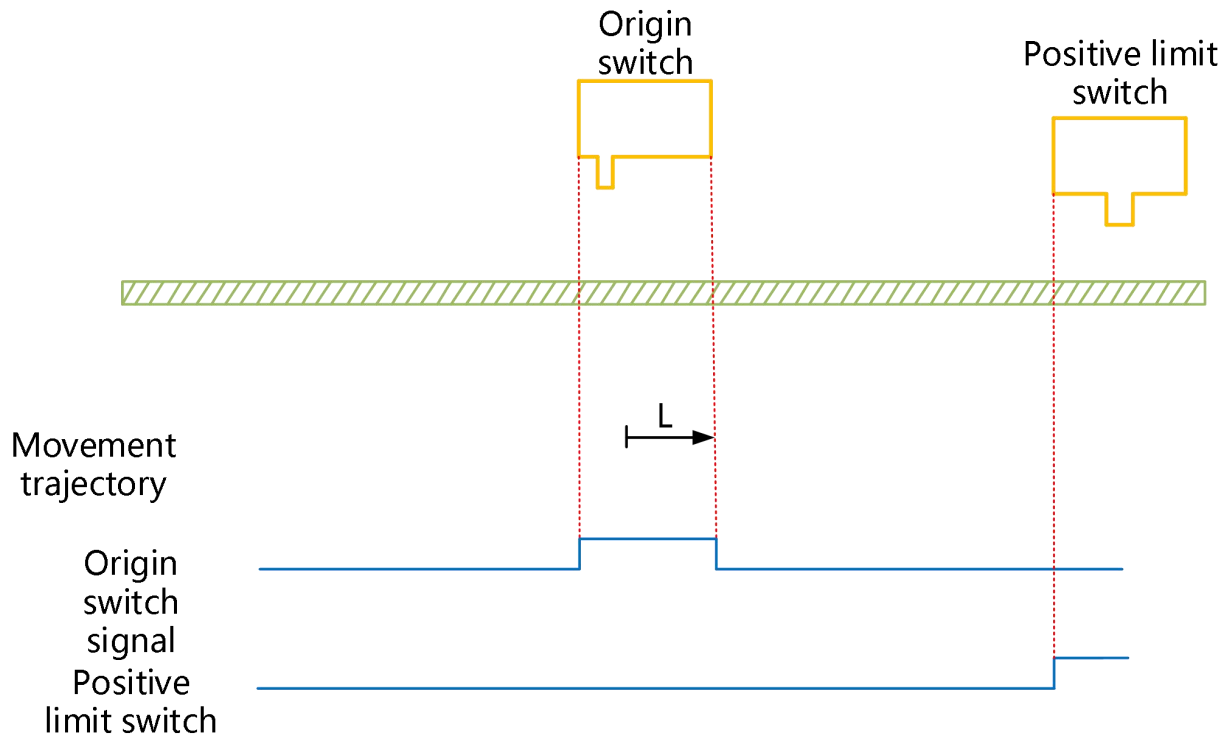 Origin
switch
Positive limit
switch
L
Movement
trajectory
Origin
switch
signal
Positive
limit switch